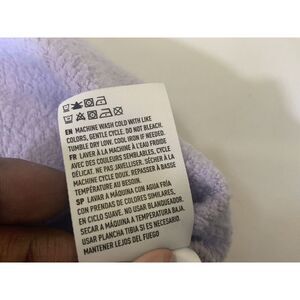 EN MACHINE WASH COLD WITH LIKE
COLORS, GENTLE CYCLE. DO NOT BLEACH.
TUMBLE DRY LOW. COOL IRON IF NEEDED.
FR LAVER À LA MACHINE À L'EAU FROIDE
AVEC DES COULEURS SEMBLABLES, CYCLE
DÉLICAT. NE PAS JAVELLISER. SÉCHER À LA
MACHINE CYCLE DOUX. REPASSER À BASSE
TEMPÉRATURE AU BESOIN.
SP LAVAR A MÁQUINA CON AGUA FRÍA
CON PRENDAS DE COLORES SIMILARES,
EN CICLO SUAVE. NO USAR BLANQUEADOR.
SECAR A MÁQUINA A TEMPERATURA BAJA.
USAR PLANCHA TIBIA SI ES NECESARIO.
MANTENER LEJOS DEL FUEGO